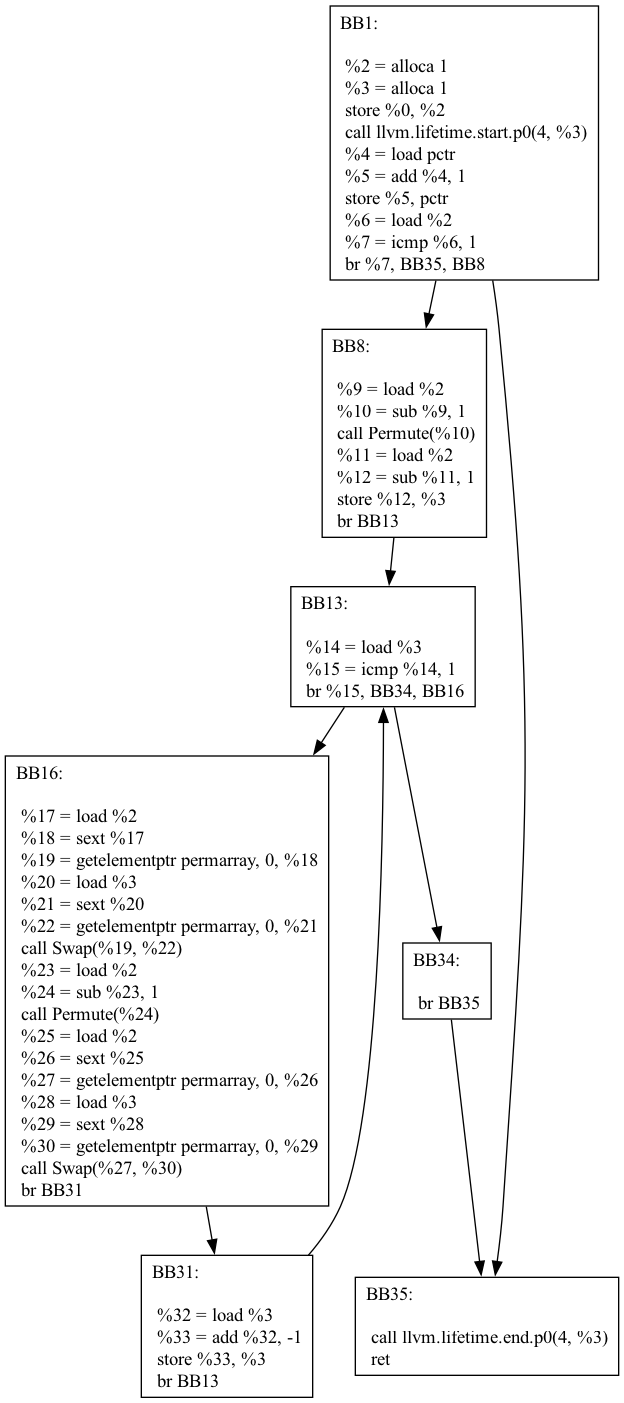 BB1:
%2 = alloca 1
%3 = alloca 1
store %0, %2
call llvm.lifetime.start.p0(4, %3)
%4 = load pctr
%5 = add %4, 1
store %5, pctr
%6 = load %2
%7 = icmp %6, 1
br %7, BB35, BB8
BB8:
%9 = load %2
%10 = sub %9, 1
call Permute(%10)
%11 = load %2
%12 = sub %11, 1
store %12, %3
br BB13
BB13:
%14 = load %3
%15 = icmp %14, 1
br %15, BB34, BB16
BB16:
%17 = load %2
%18 = sext %17
%19 = getelementptr permarray, 0, %18
%20 = load %3
%21 = sext %20
%22 = getelementptr permarray, 0, %21
call Swap(%19, %22)
%23 = load %2
%24 = sub %23, 1
call Permute(%24)
%25 = load %2
%26 = sext %25
%27 = getelementptr permarray, 0, %26
%28 = load %3
%29 = sext %28
%30 = getelementptr permarray, 0, %29
call Swap(%27, %30)
br BB31
BB34:
br BB35
BB31:
%32 = load %3
%33 = add %32, -1
store %33, %3
br BB13
BB35:
call llvm.lifetime.end.p0(4, %3)
ret